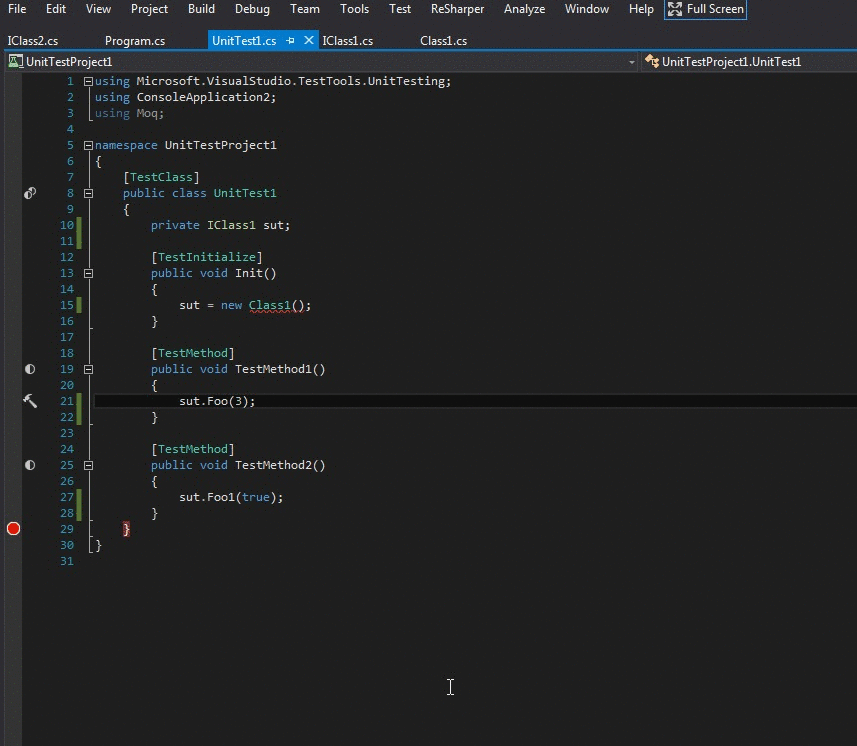 File Edit View Project Build Debug Team Tools Test ReSharper Analyze Window Help Full Screen
IClass2.cs Program.cs UnitTest1.cs IClass1.cs Class1.cs
UnitTestProject1 UnitTestProject1.UnitTest1
1 using Microsoft.VisualStudio.TestTools.UnitTesting;
2 using ConsoleApplication2;
3 using Moq;
4
5 namespace UnitTestProject1
6 {
7 [TestClass]
8 public class UnitTest1
9 {
10 private IClass1 sut;
11
12 [TestInitialize]
13 public void Init()
14 {
15 sut = new Class1();
16 }
17
18 [TestMethod]
19 public void TestMethod1()
20 {
21 sut.Foo(3);
22 }
23
24 [TestMethod]
25 public void TestMethod2()
26 {
27 sut.Foo1(true);
28 }
29 }
30 }
31